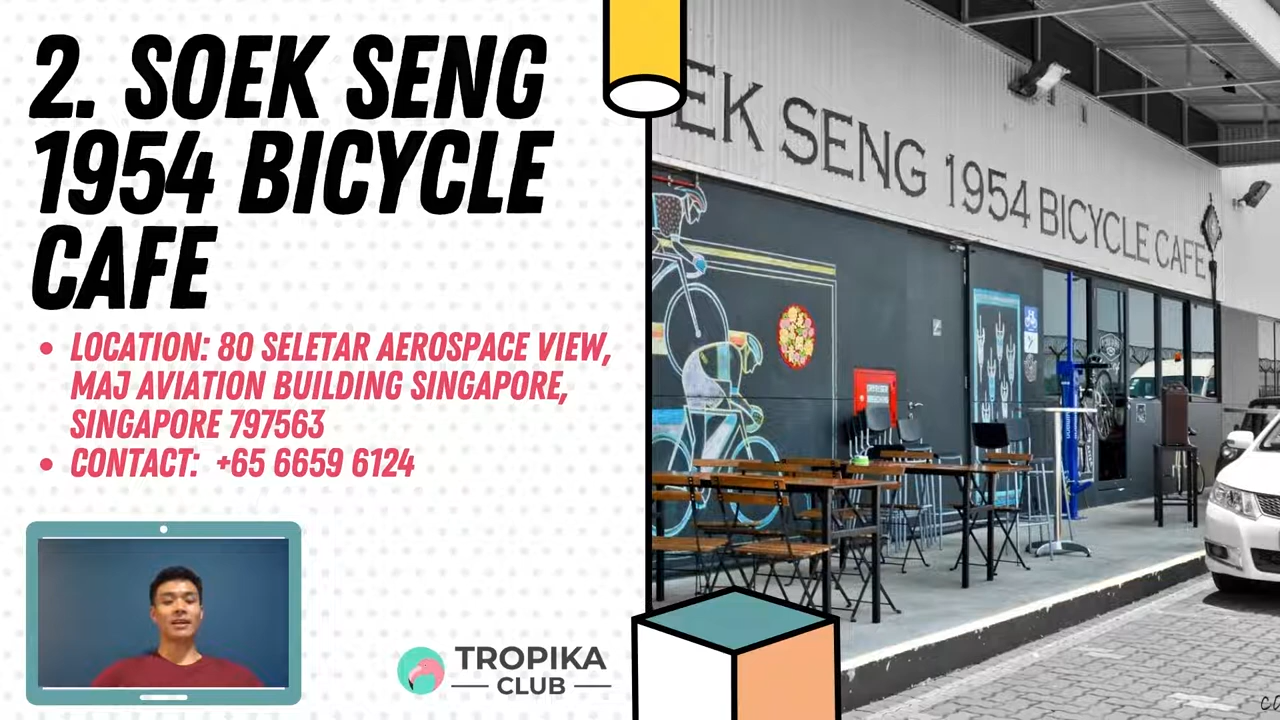 2. SOEK SENG
1954 BICYCLE
CAFE
• LOCATION: 80 SELETAR AEROSPACE VIEW,
MAJ AVIATION BUILDING SINGAPORE,
SINGAPORE 797563
• CONTACT: +65 6659 6124
TROPIKA
CLUB
EK SENG 1954 BICYCLE CAFE